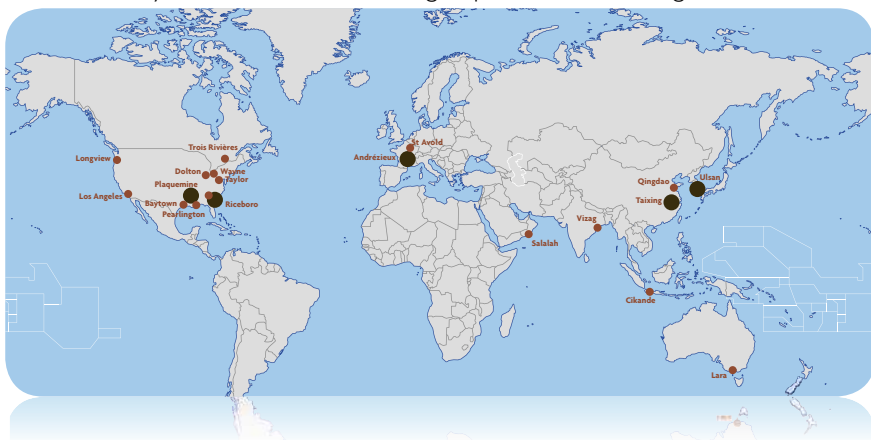 Trois Rivières
St Avold
Andrézieux
Longview
Dolton
Wayne
Taylor
Plaquemine
Los Angeles
Baytown
Riceboro
Pearlington
Qingdao
Ulsan
Taixing
Vizag
Salalah
Cikande
Lara